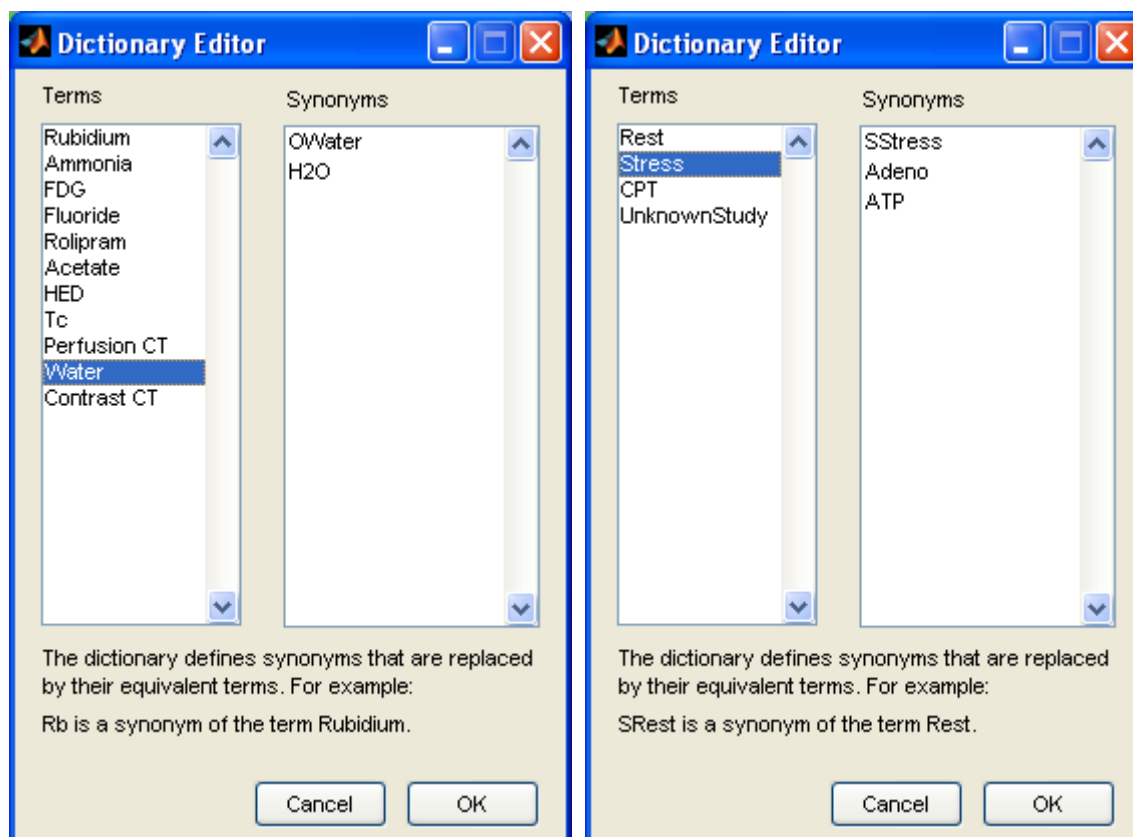 Dictionary Editor
Terms
Synonyms
Rubidium
Ammonia
FDG
Fluoride
Rolipram
Acetate
HED
Tc
Perfusion CT
Water
Contrast CT
OWater
H2O
The dictionary defines synonyms that are replaced
by their equivalent terms. For example:
Rb is a synonym of the term Rubidium.
Cancel
OK
Dictionary Editor
Terms
Synonyms
Rest
Stress
CPT
UnknownStudy
SStress
Adeno
ATP
The dictionary defines synonyms that are replaced
by their equivalent terms. For example:
SRest is a synonym of the term Rest.
Cancel
OK